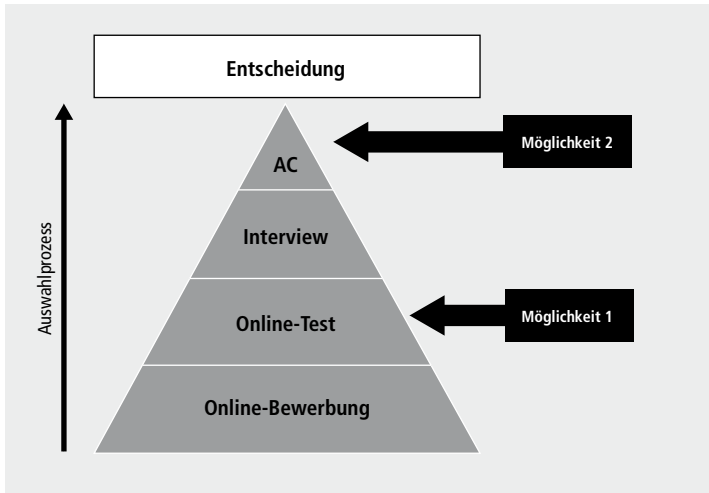 Entscheidung
Möglichkeit 2
AC
Interview
Auswahlprozess
Möglichkeit 1
Online-Test
Online-Bewerbung